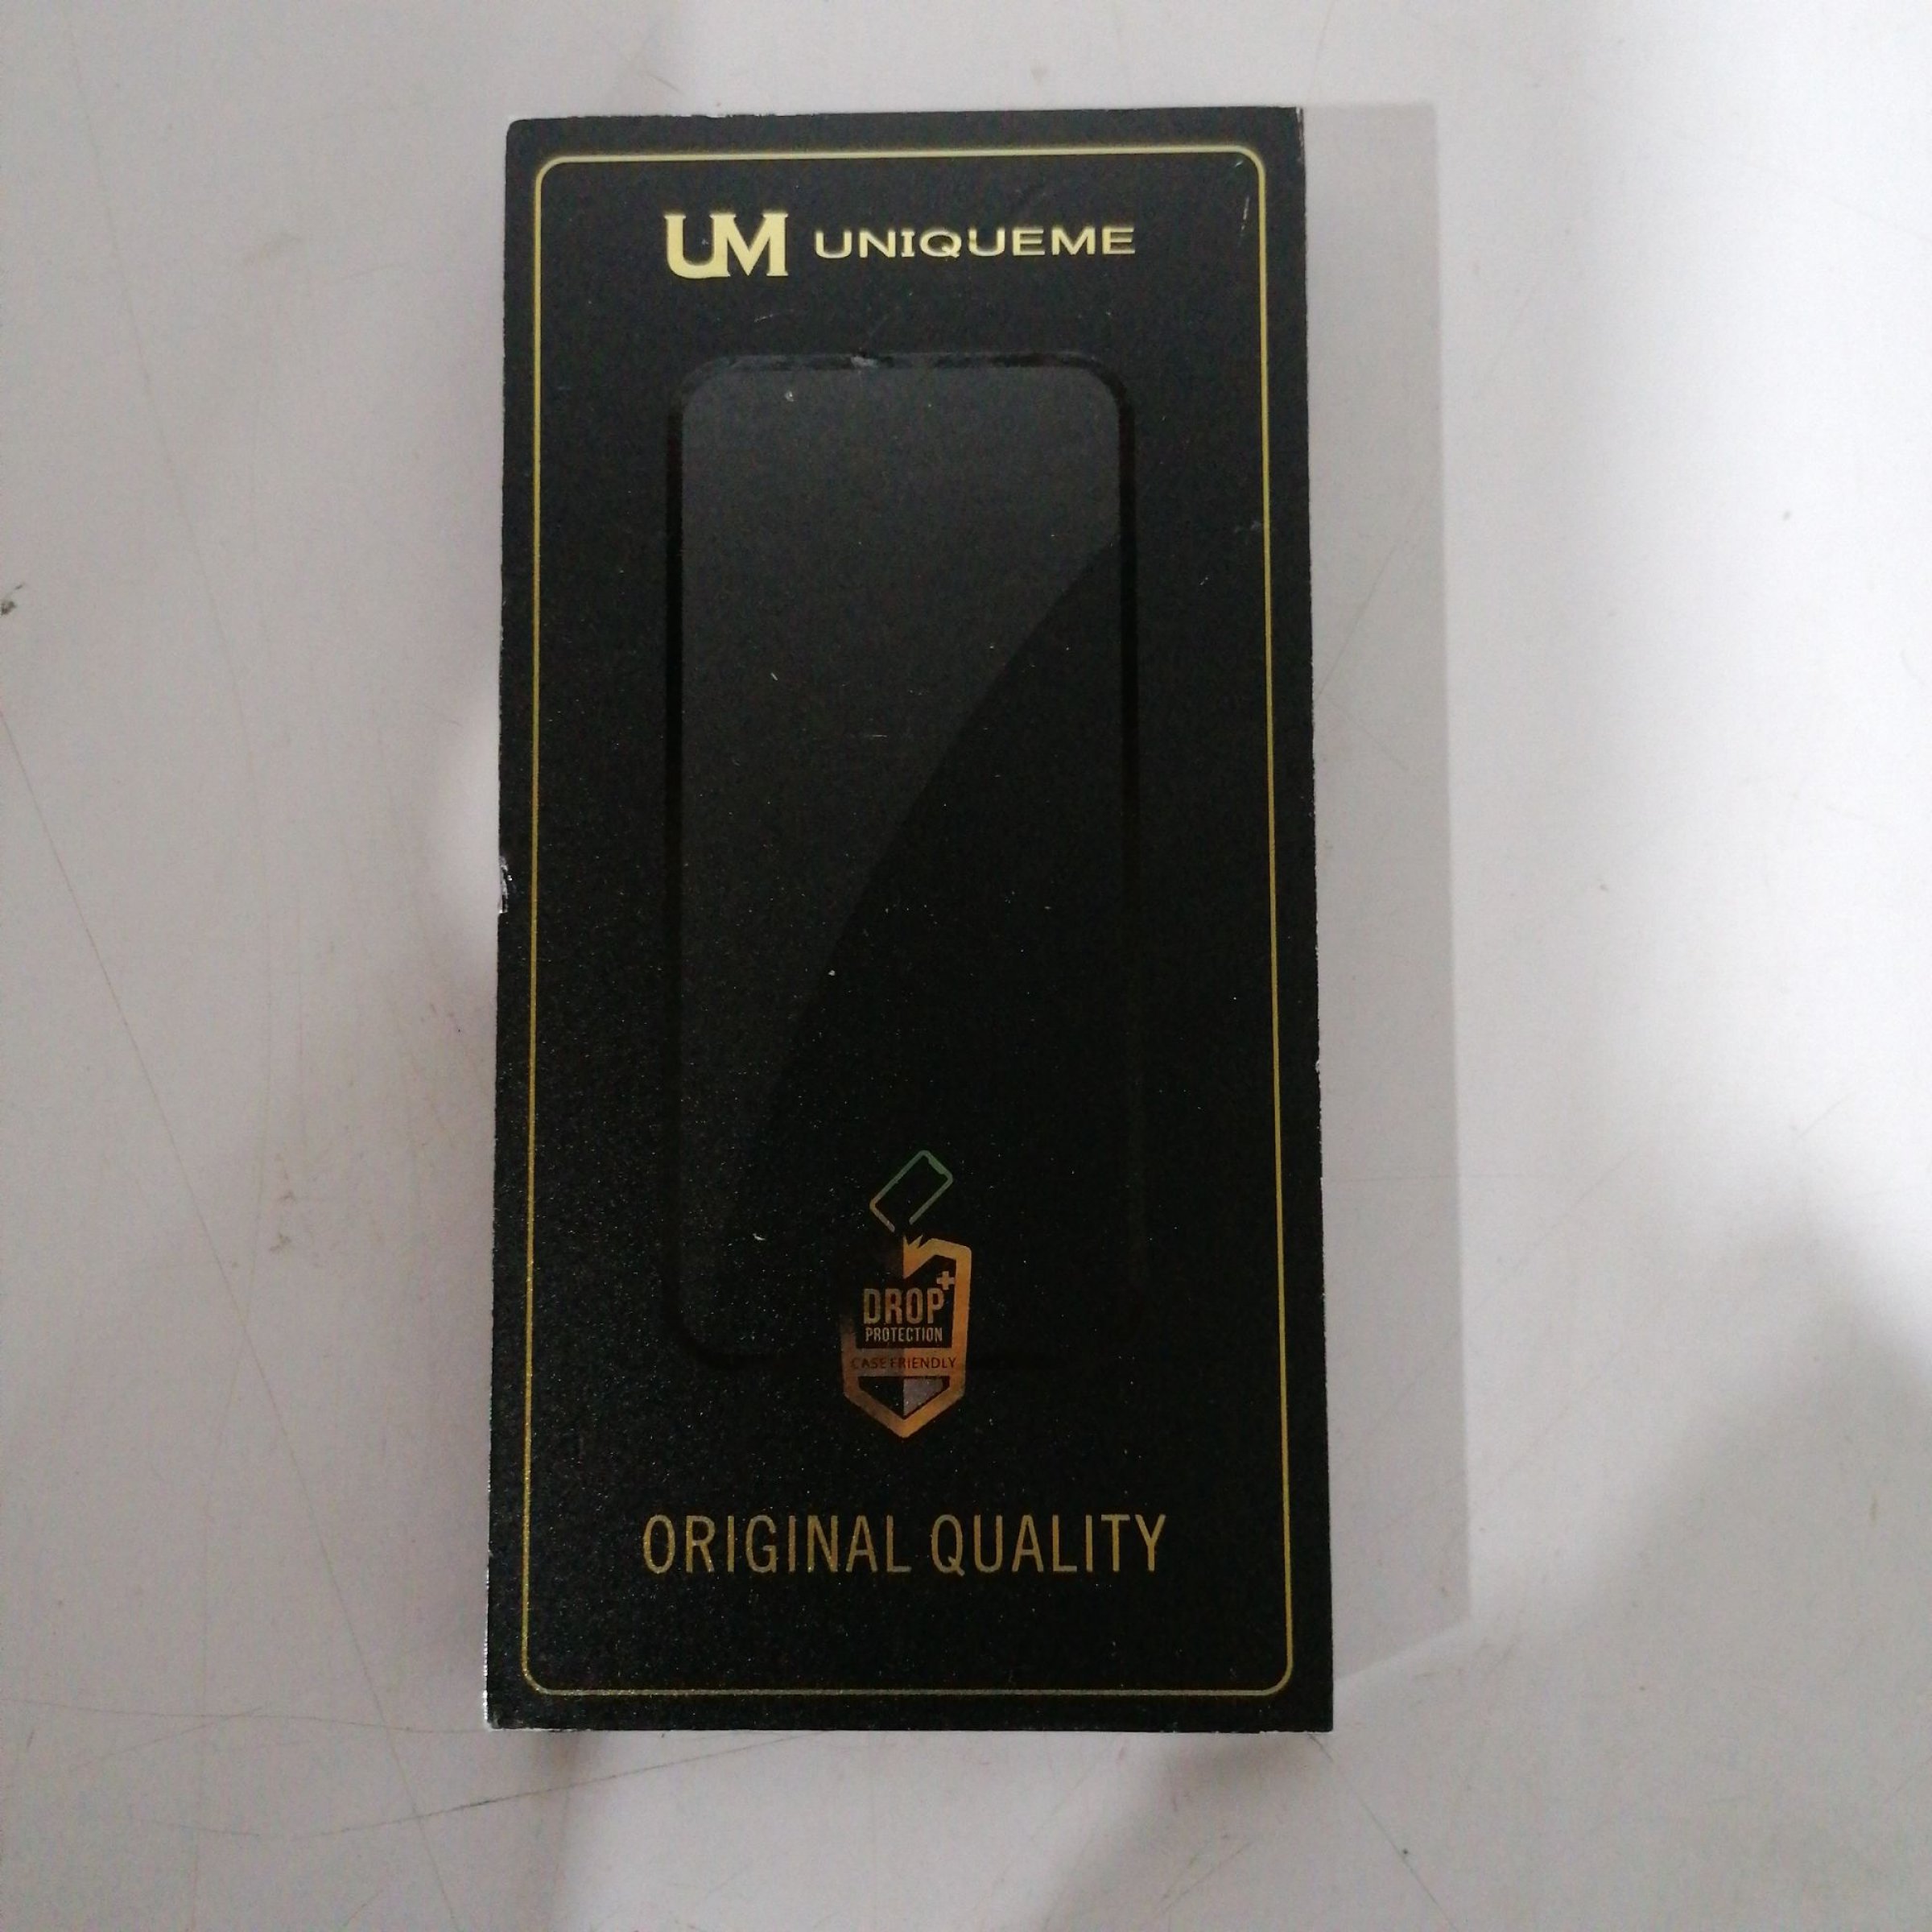 UM UNIQUEME
DROP+
PROTECTION
CASE FRIENDLY
ORIGINAL QUALITY